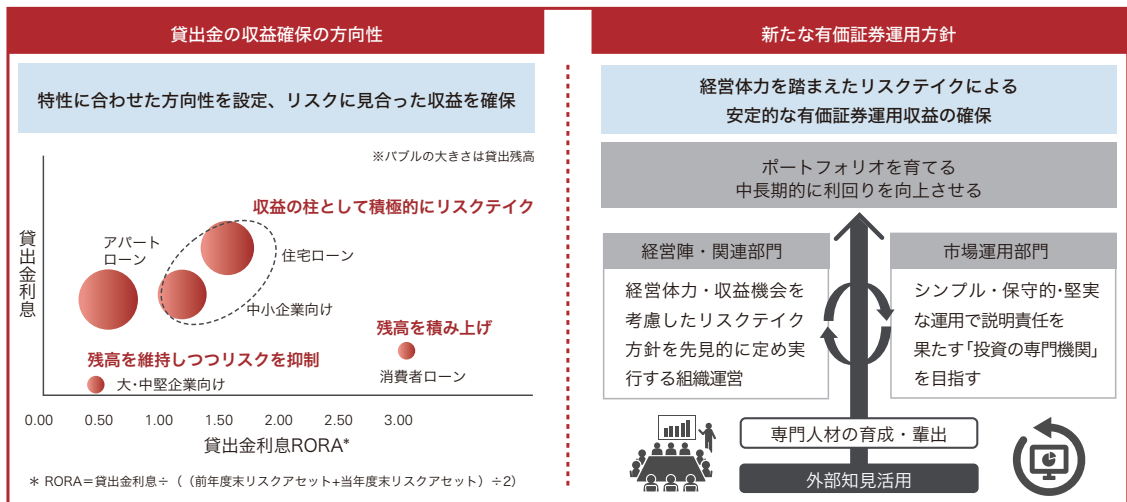 貸出金の収益確保の方向性
特性に合わせた方向性を設定、リスクに見合った収益を確保
※バブルの大きさは貸出残高
収益の柱として積極的にリスクテイク
貸出金利息
アパート
ローン
住宅ローン
中小企業向け
残高を積み上げ
消費者ローン
残高を維持しつつリスクを抑制
大・中堅企業向け
0.00 0.50 1.00 1.50 2.00 2.50 3.00
貸出金利息RORA*
* RORA=貸出金利息÷((前年度末リスクアセット+当年度末リスクアセット)÷2)
新たな有価証券運用方針
経営体力を踏まえたリスクテイクによる
安定的な有価証券運用収益の確保
ポートフォリオを育てる
中長期的に利回りを向上させる
経営陣・関連部門
経営体力・収益機会を
考慮したリスクテイク
方針を先見的に定め実
行する組織運営
市場運用部門
シンプル・保守的・堅実
な運用で説明責任を
果たす「投資の専門機関」
を目指す
専門人材の育成・輩出
外部知見活用